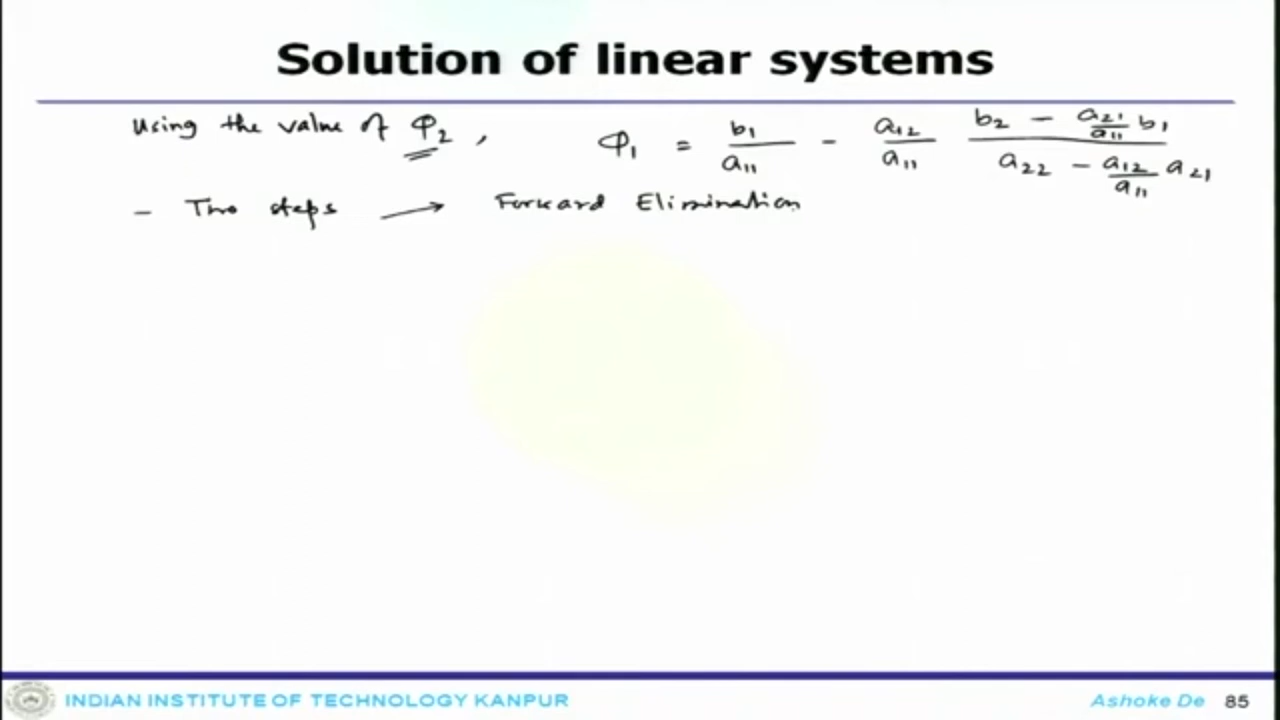 Solution of linear systems
Using the value of φ₂, φ₁ = b₁/a₁₁ - a₁₂/a₁₁ (b₂ - a₂₁/a₁₁ b₁)/(a₂₂ - a₁₂/a₁₁ a₂₁)
- Two steps → Forward Elimination
INDIAN INSTITUTE OF TECHNOLOGY KANPUR Ashoke De 85